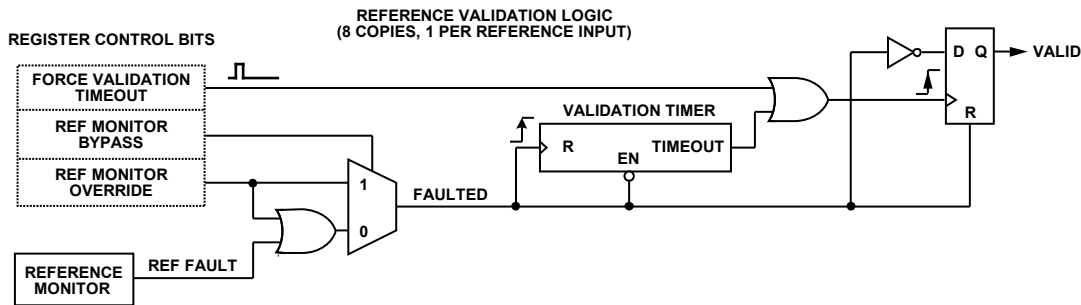 REFERENCE VALIDATION LOGIC
(8 COPIES, 1 PER REFERENCE INPUT)
REGISTER CONTROL BITS
FORCE VALIDATION
TIMEOUT
REF MONITOR
BYPASS
REF MONITOR
OVERRIDE
REFERENCE
MONITOR
REF FAULT
1
0
FAULTED
VALIDATION TIMER
R
TIMEOUT
EN
D Q
R
VALID